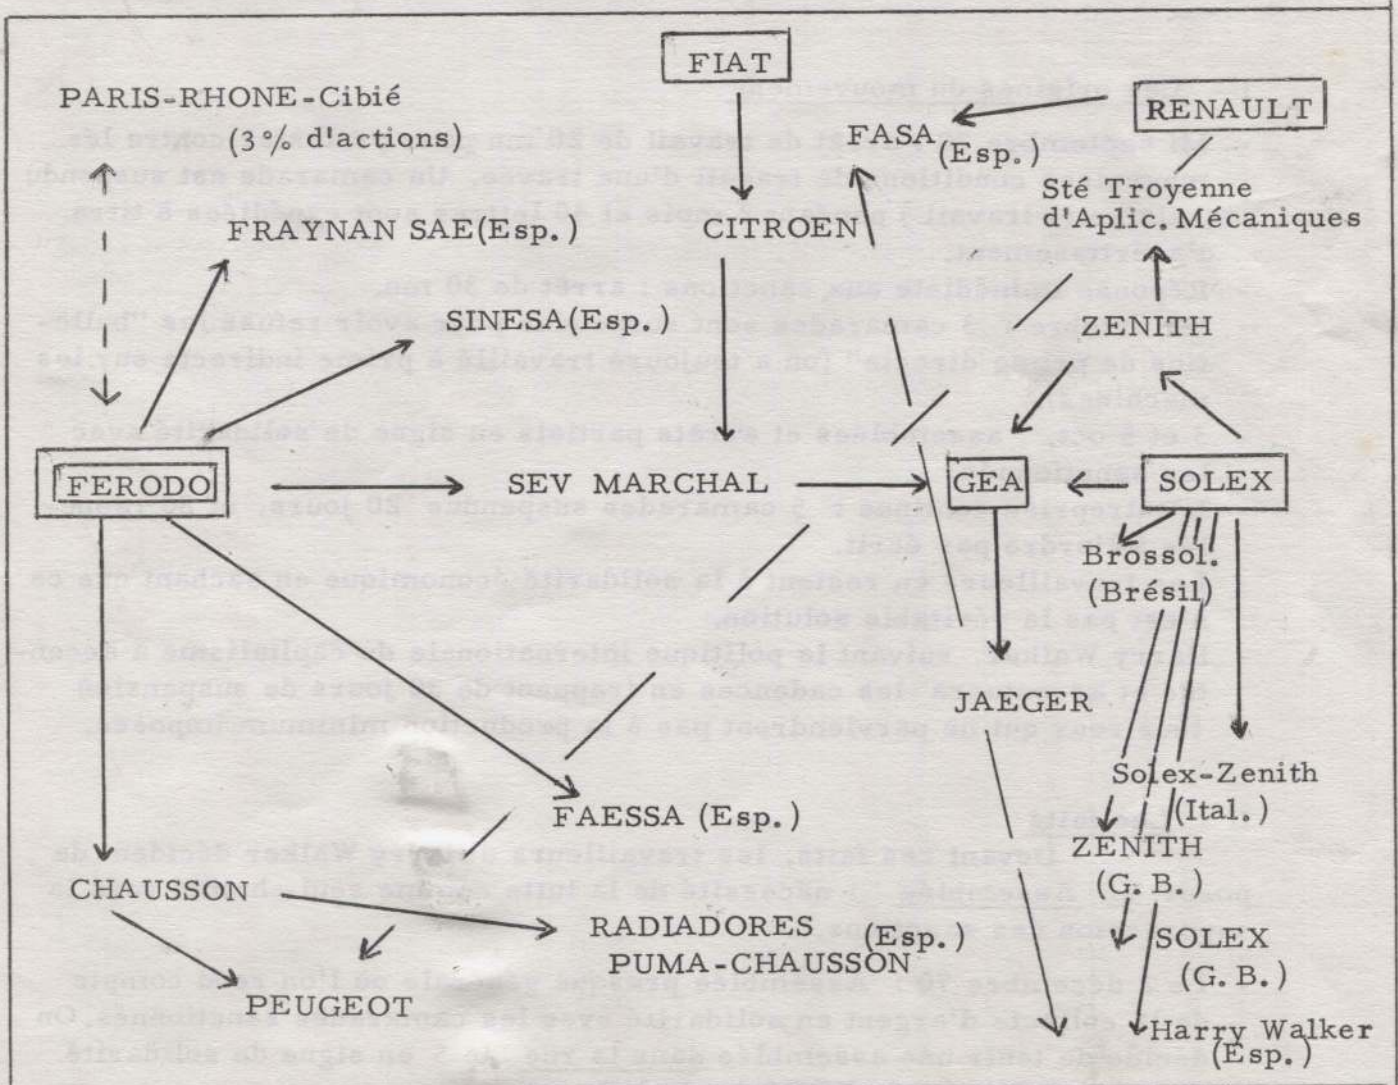 FIAT
PARIS-RHONE-Cibié
(3% d'actions)
RENAULT
FASA
(Esp.)
Sté Troyenne
d'Aplic. Mécaniques
FRAYNAN SAE(Esp.)
CITROEN
SINESA(Esp.)
ZENITH
FERODO
SEV MARCHAL
GEA
SOLEX
Brossol.
(Brésil)
JAEGER
Solex-Zenith
(Ital.)
FAESSA (Esp.)
ZENITH
(G. B.)
CHAUSSON
RADIADORES (Esp.)
PUMA-CHAUSSON
SOLEX
(G. B.)
PEUGEOT
Harry Walker
(Esp.)